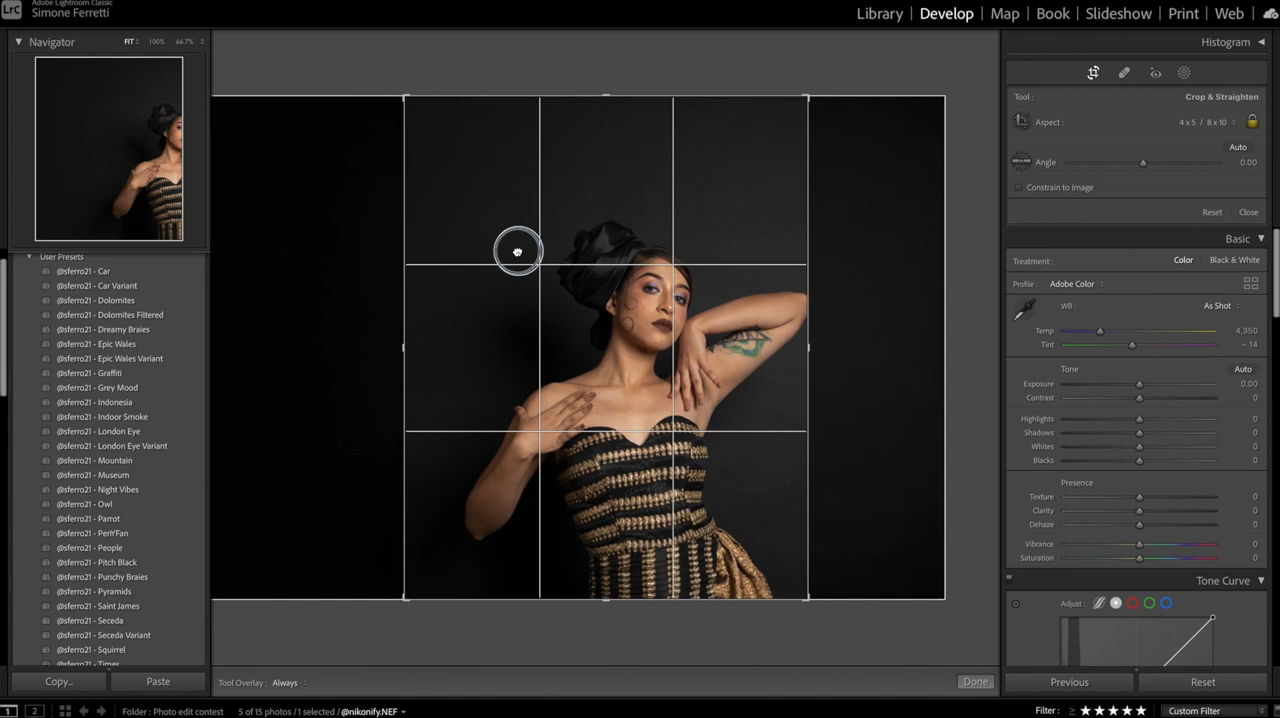 LrC
Adobe Lightroom Classic
Simone Ferretti
Library | Develop | Map | Book | Slideshow | Print | Web
Navigator
FIT
100%
66.7%
User Presets
@sferro21 - Car
@sferro21 - Car Variant
@sferro21 - Dolomites
@sferro21 - Dolomites Filtered
@sferro21 - Dreamy Braies
@sferro21 - Epic Wales
@sferro21 - Epic Wales Variant
@sferro21 - Graffiti
@sferro21 - Grey Mood
@sferro21 - Indonesia
@sferro21 - Indoor Smoke
@sferro21 - London Eye
@sferro21 - London Eye Variant
@sferro21 - Mountain
@sferro21 - Museum
@sferro21 - Night Vibes
@sferro21 - Owl
@sferro21 - Parrot
@sferro21 - PenYFan
@sferro21 - People
@sferro21 - Pitch Black
@sferro21 - Punchy Braies
@sferro21 - Pyramids
@sferro21 - Saint James
@sferro21 - Seceda
@sferro21 - Seceda Variant
@sferro21 - Squirrel
@sferro21 - Times
Copy...
Paste
Tool Overlay: Always
Done
Histogram
Tool : Crop & Straighten
Aspect : 4 x 5 / 8 x 10
Auto
Angle 0.00
Constrain to Image
Reset Close
Basic
Treatment : Color Black & White
Profile : Adobe Color
WB : As Shot
Temp 4,350
Tint – 14
Tone Auto
Exposure 0.00
Contrast 0
Highlights 0
Shadows 0
Whites 0
Blacks 0
Presence
Texture 0
Clarity 0
Dehaze 0
Vibrance 0
Saturation 0
Tone Curve
Adjust :
Previous
Reset
1 2 Folder : Photo edit contest 5 of 15 photos / 1 selected / @nikonify.NEF
Filter : ≥ ★★★★★ Custom Filter